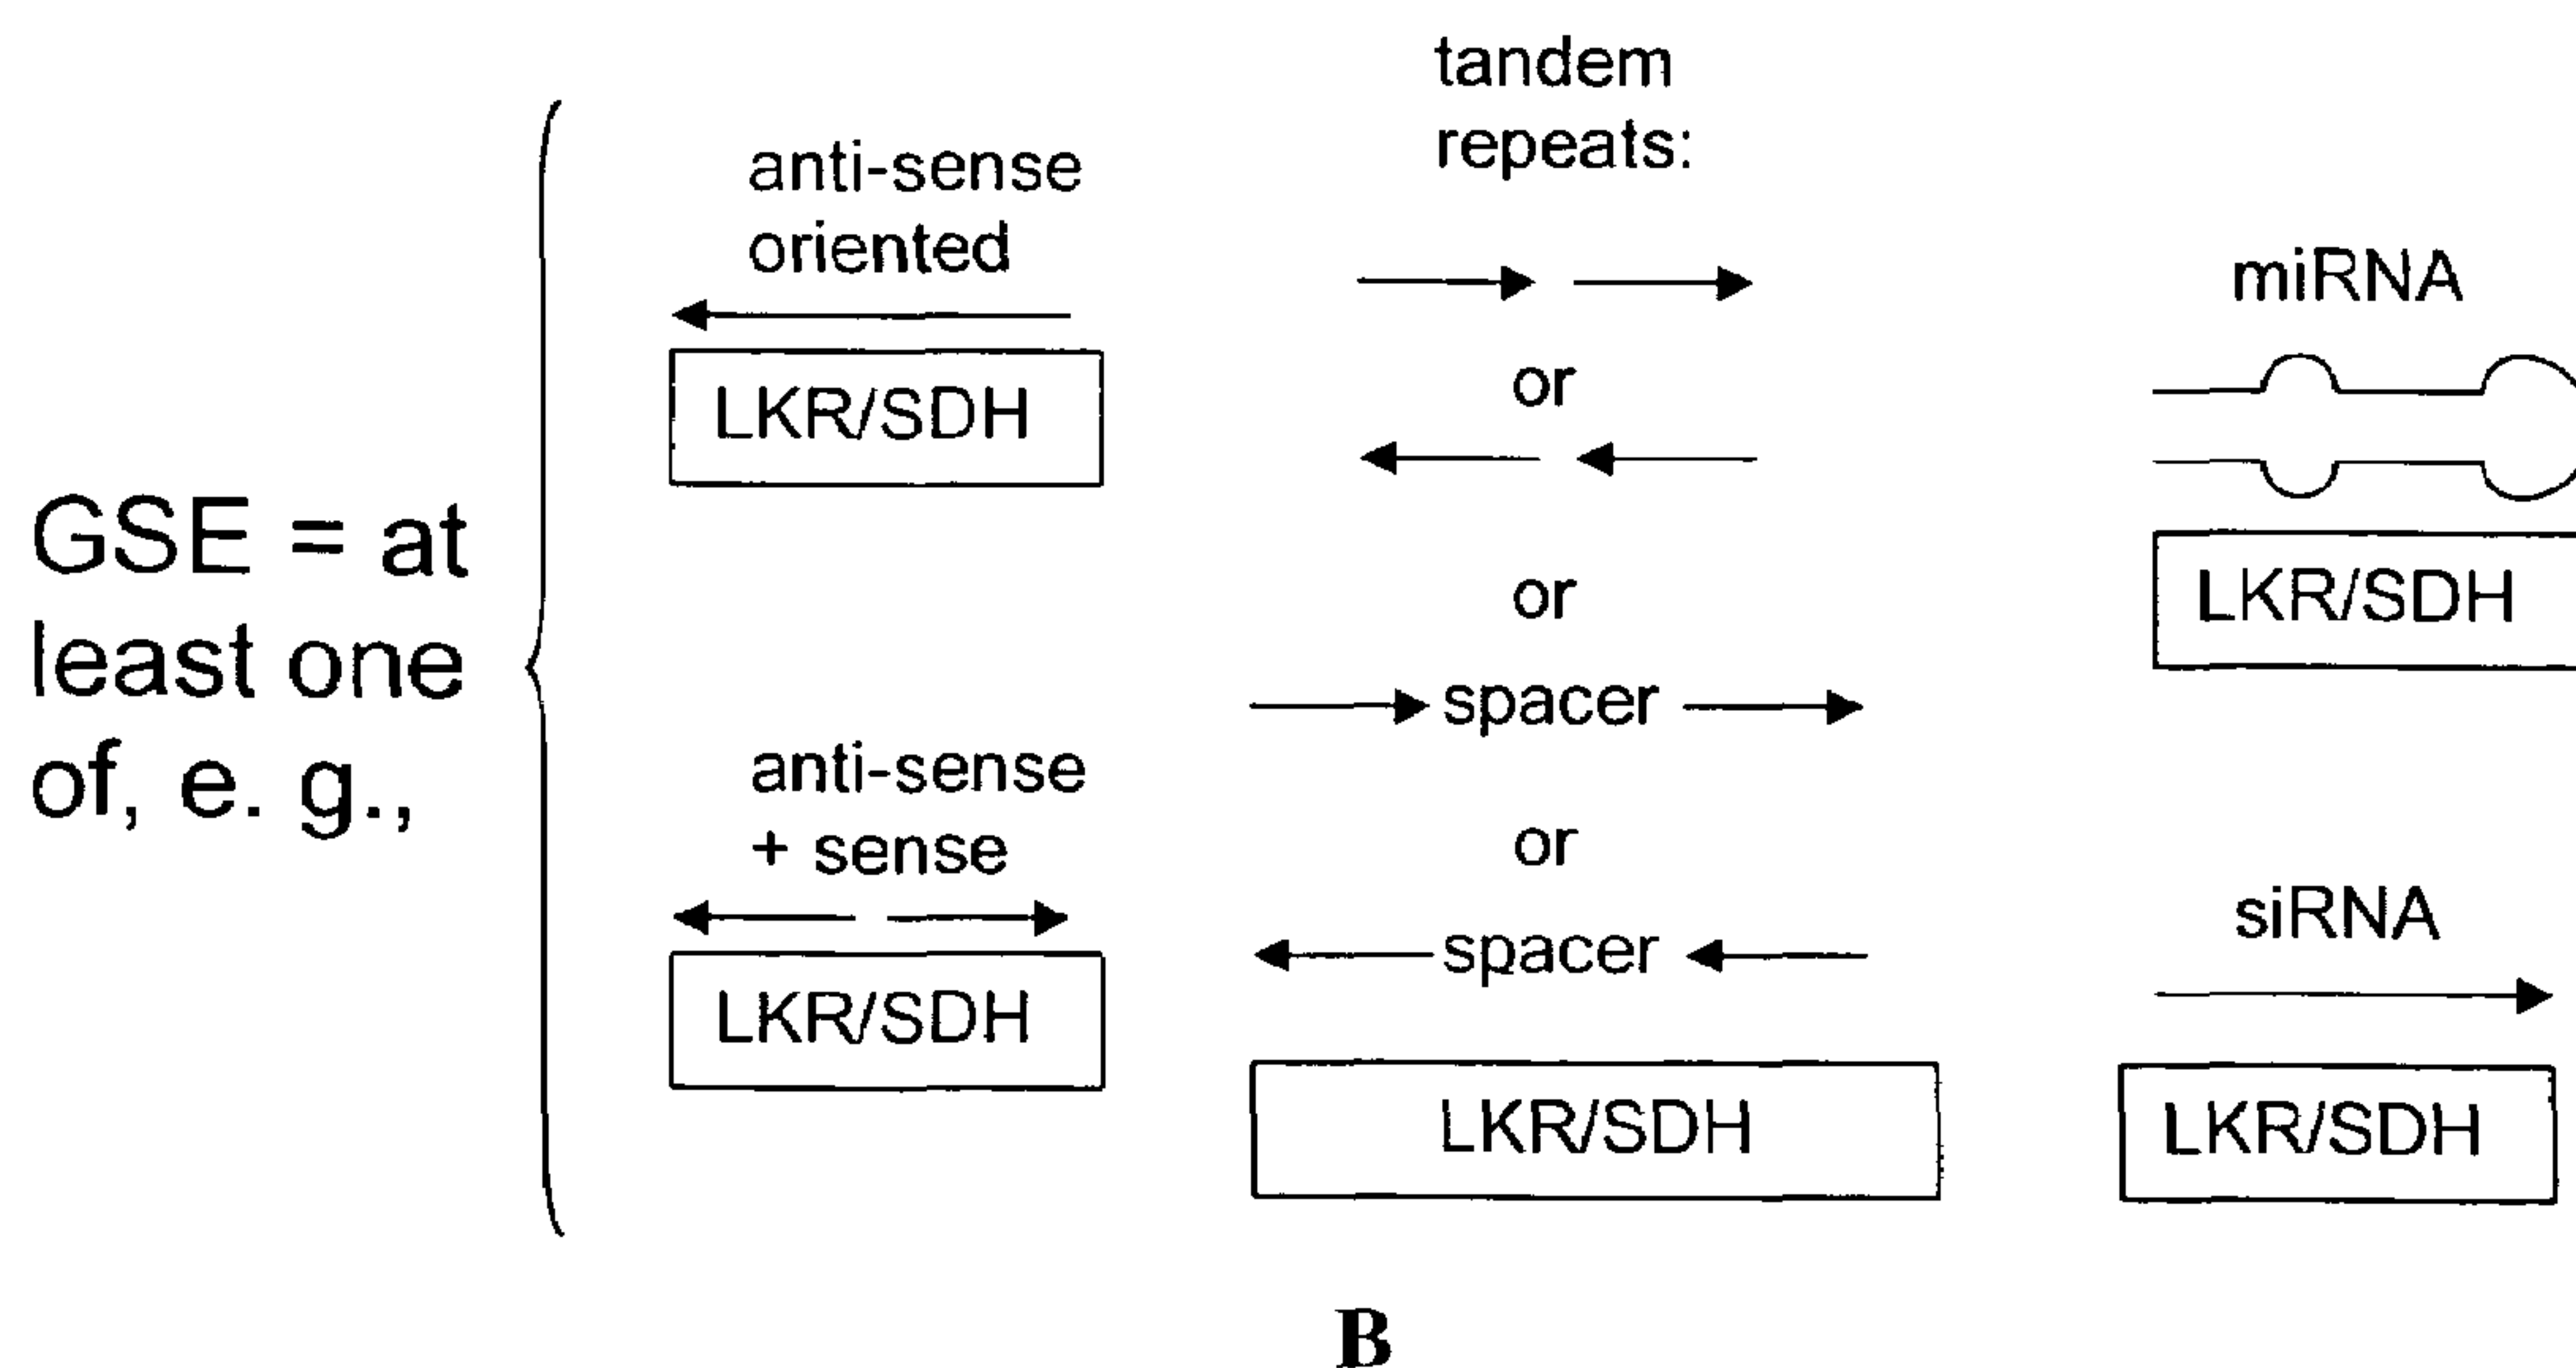 GSE = at
least one
of, e. g.,
anti-sense
oriented
LKR/SDH
anti-sense
+ sense
LKR/SDH
tandem
repeats:
or
or
spacer
or
spacer
LKR/SDH
miRNA
LKR/SDH
siRNA
LKR/SDH
B